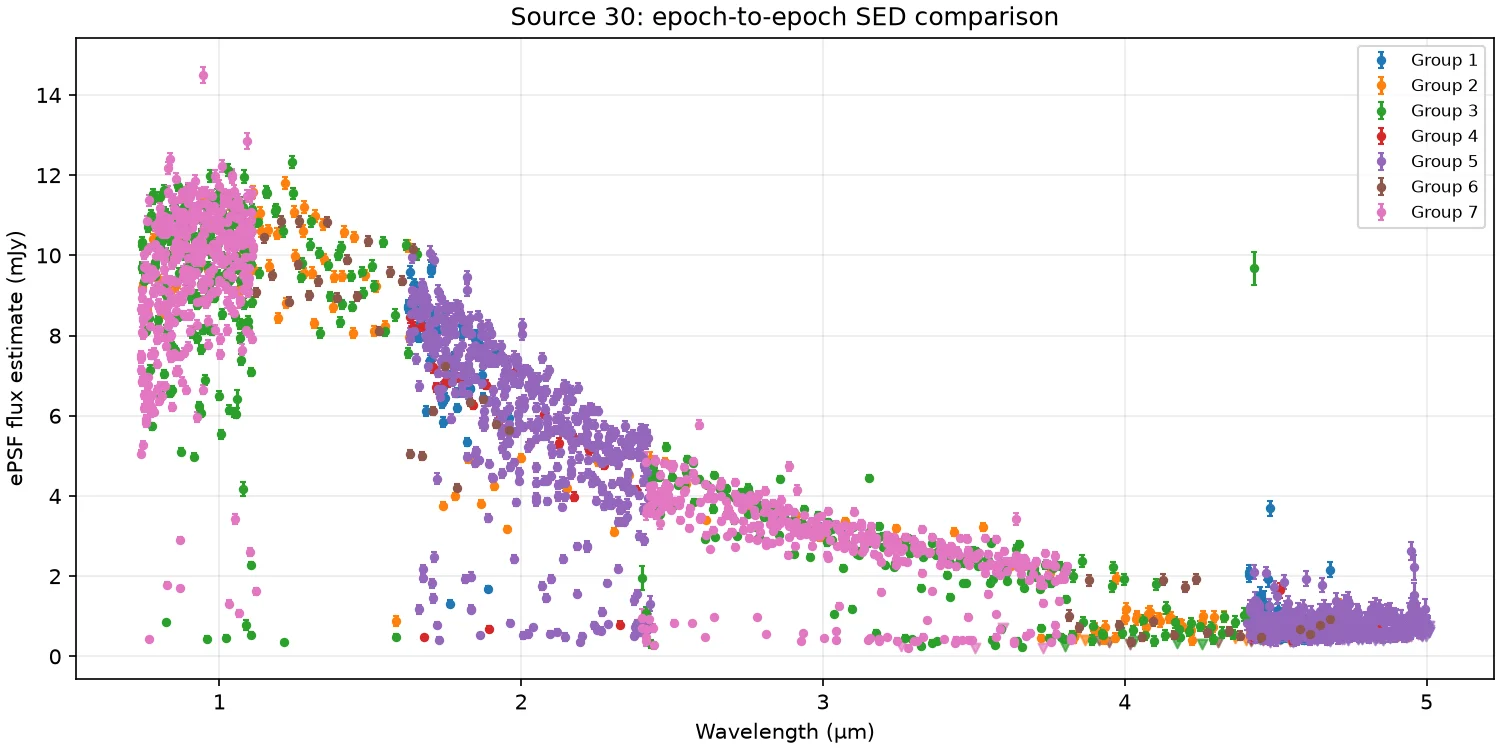 Source 30: epoch-to-epoch SED comparison
ePSF flux estimate (mJy)
14
12
10
8
6
4
2
0
1
2
3
4
5
Wavelength (μm)
Group 1
Group 2
Group 3
Group 4
Group 5
Group 6
Group 7